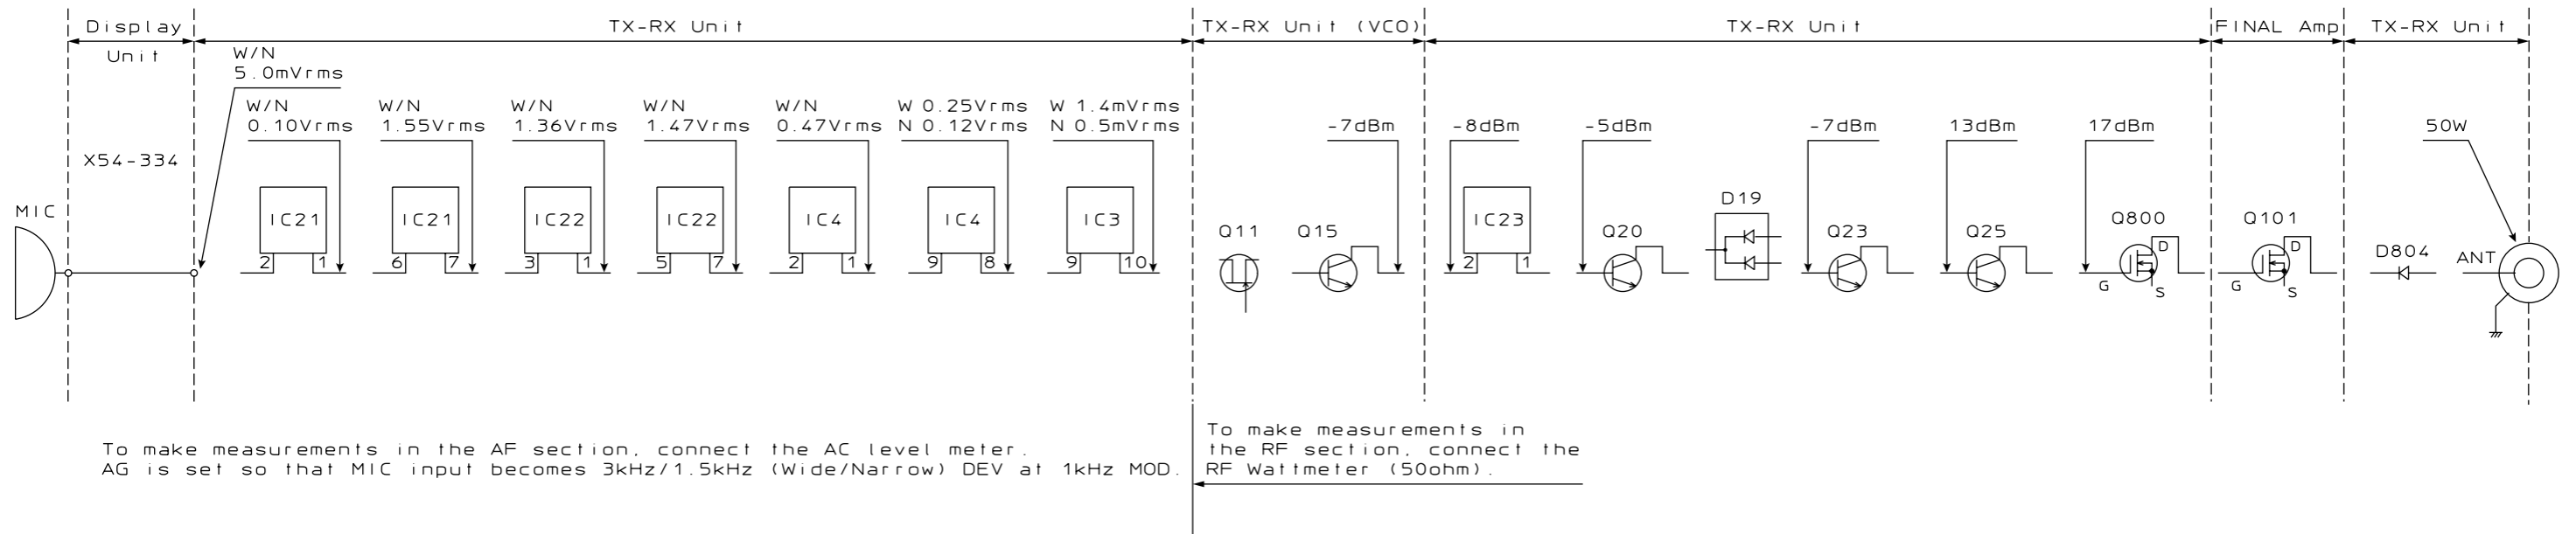 Display
Unit
TX-RX Unit
TX-RX Unit (VCO)
TX-RX Unit
FINAL Amp
TX-RX Unit
W/N
5.0mVrms
W/N
0.10Vrms
W/N
1.55Vrms
W/N
1.36Vrms
W/N
1.47Vrms
W/N
0.47Vrms
W 0.25Vrms
N 0.12Vrms
W 1.4mVrms
N 0.5mVrms
-7dBm
-8dBm
-5dBm
-7dBm
13dBm
17dBm
50W
X54-334
MIC
IC21
2 1
IC21
6 7
IC22
3 1
IC22
5 7
IC4
2 1
IC4
9 8
IC3
9 10
Q11
Q15
IC23
2 1
Q20
D19
Q23
Q25
Q800
D
G
S
Q101
D
G
S
D804
ANT
To make measurements in the AF section, connect the AC level meter.
AG is set so that MIC input becomes 3kHz/1.5kHz (Wide/Narrow) DEV at 1kHz MOD.
To make measurements in
the RF section, connect the
RF Wattmeter (50ohm).